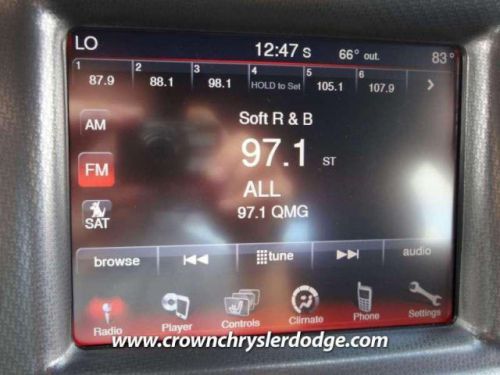 LO 12:47 S 66° out. 83°
1 2 3 4 5 6
87.9 88.1 98.1 HOLD to Set 105.1 107.9 >
AM
Soft R & B
FM
97.1 ST
ALL
97.1 QMG
SAT
browse tune audio
Radio Player Controls Climate Phone Settings
www.crownchryslerdodge.com